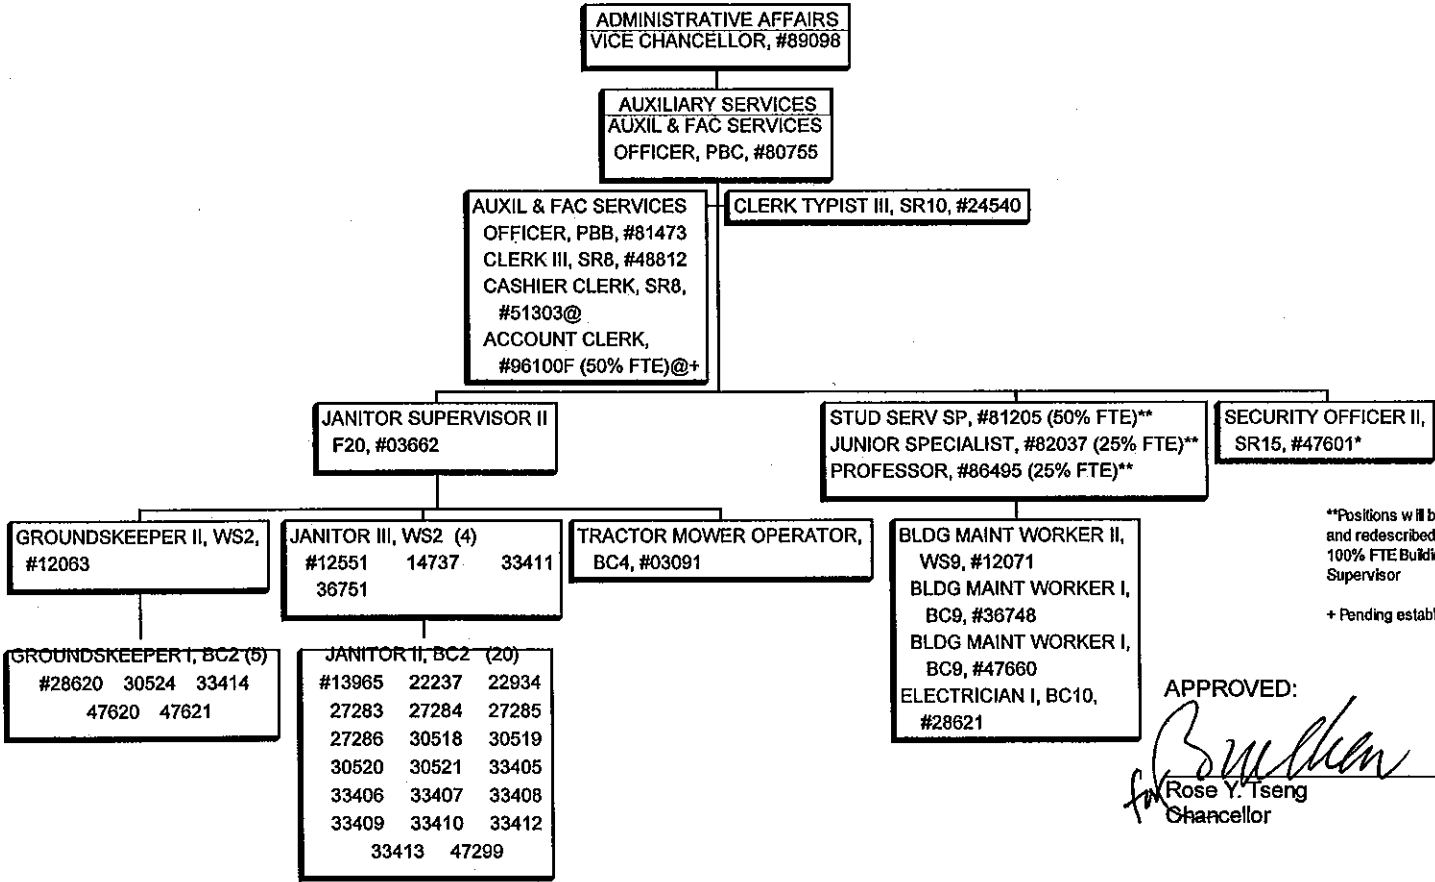 ADMINISTRATIVE AFFAIRS
VICE CHANCELLOR, #89098
AUXILIARY SERVICES
AUXIL & FAC SERVICES
OFFICER, PBC, #80755
AUXIL & FAC SERVICES
OFFICER, PBB, #81473
CLERK III, SR8, #48812
CASHIER CLERK, SR8,
#51303@
ACCOUNT CLERK,
#96100F (50% FTE)@+
CLERK TYPIST III, SR10, #24540
JANITOR SUPERVISOR II
F20, #03662
STUD SERV SP, #81205 (50% FTE)**
JUNIOR SPECIALIST, #82037 (25% FTE)**
PROFESSOR, #86495 (25% FTE)**
SECURITY OFFICER II,
SR15, #47601*
GROUNDSKEEPER II, WS2,
#12063
JANITOR III, WS2 (4)
#12551 14737 33411
36751
TRACTOR MOWER OPERATOR,
BC4, #03091
BLDG MAINT WORKER II,
WS9, #12071
BLDG MAINT WORKER I,
BC9, #36748
BLDG MAINT WORKER I,
BC9, #47660
ELECTRICIAN I, BC10,
#28621
**Positions will b
and redescribed
100% FTE Buildi
Supervisor
+ Pending establ
GROUNDSKEEPER I, BC2 (5)
#28620 30524 33414
47620 47621
JANITOR II, BC2 (20)
#13965 22237 22934
27283 27284 27285
27286 30518 30519
30520 30521 33405
33406 33407 33408
33409 33410 33412
33413 47299
APPROVED:
for
Rose Y. Tseng
Chancellor